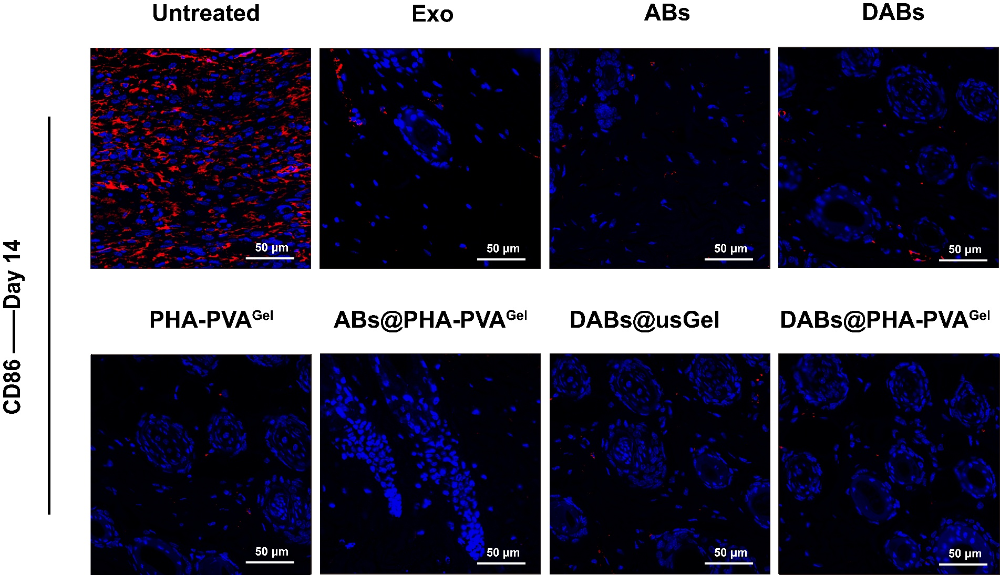 Untreated
Exo
ABs
DABs
50 µm
50 µm
50 µm
50 µm
CD86 ——Day 14
PHA-PVAGel
ABs@PHA-PVAGel
DABs@usGel
DABs@PHA-PVAGel
50 µm
50 µm
50 µm
50 µm